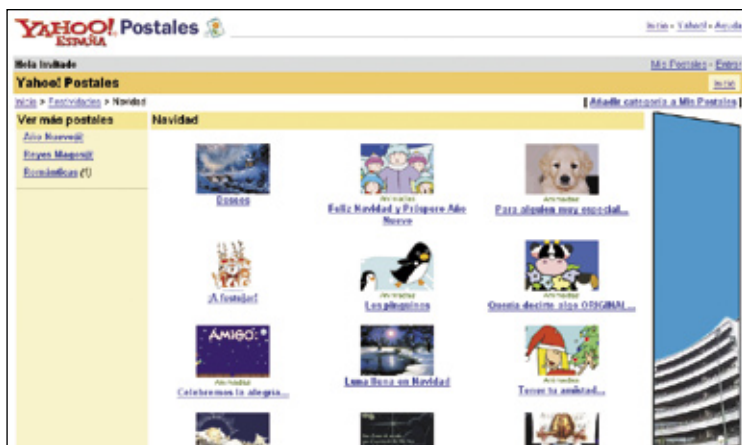 YAHOO! Postales
ESPAÑA
Inicio - Yahoo! - Ayuda
Hola Invitado
Mis Postales - Entrar
Yahoo! Postales
Inicio
Inicio > Festividades > Navidad
[Añadir categoría a Mis Postales]
Ver más postales
Navidad
Año Nuevo@
Reyes Magos@
Románticas (1)
Deseos
Animadas
Feliz Navidad y Próspero Año
Nuevo
Animadas
Para alguien muy especial...
Animadas
¡A festejar!
Animadas
Los pinguinos
Animadas
Quería decirte algo ORIGINAL...
AMIGO:
Animadas
Celebremos la alegría...
Luna llena en Navidad
Animadas
Tener tu amistad...